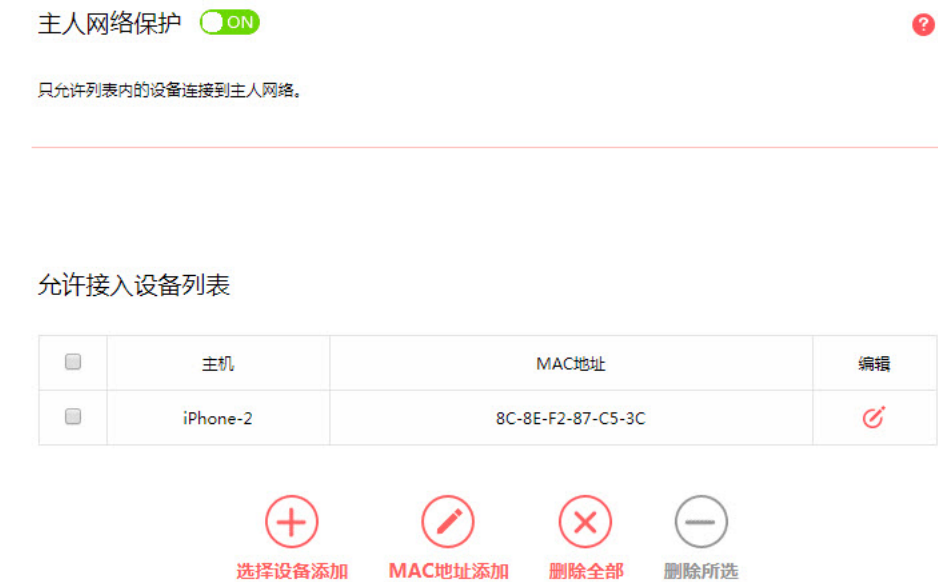 主人网络保护 ON
?
只允许列表内的设备连接到主人网络。
允许接入设备列表
主机 MAC地址 编辑
iPhone-2 8C-8E-F2-87-C5-3C
选择设备添加 MAC地址添加 删除全部 删除所选